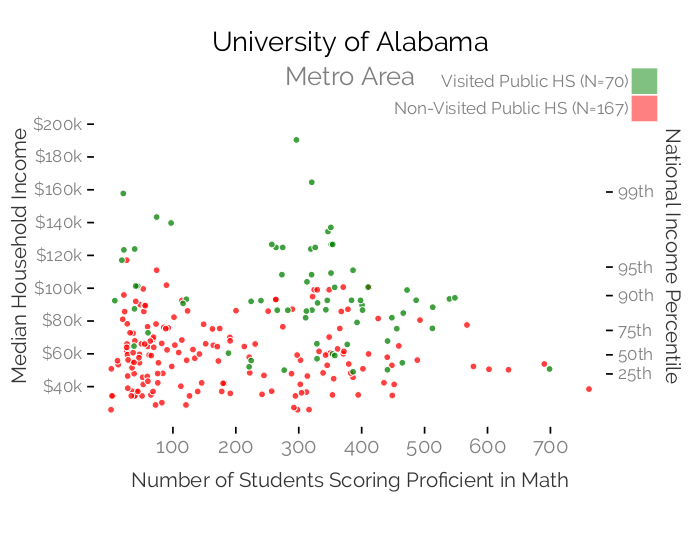 University of Alabama
Metro Area
Visited Public HS (N=70)
Non-Visited Public HS (N=167)
Median Household Income
$200k
$180k
$160k
$140k
$120k
$100k
$80k
$60k
$40k
National Income Percentile
99th
95th
90th
75th
50th
25th
100 200 300 400 500 600 700
Number of Students Scoring Proficient in Math